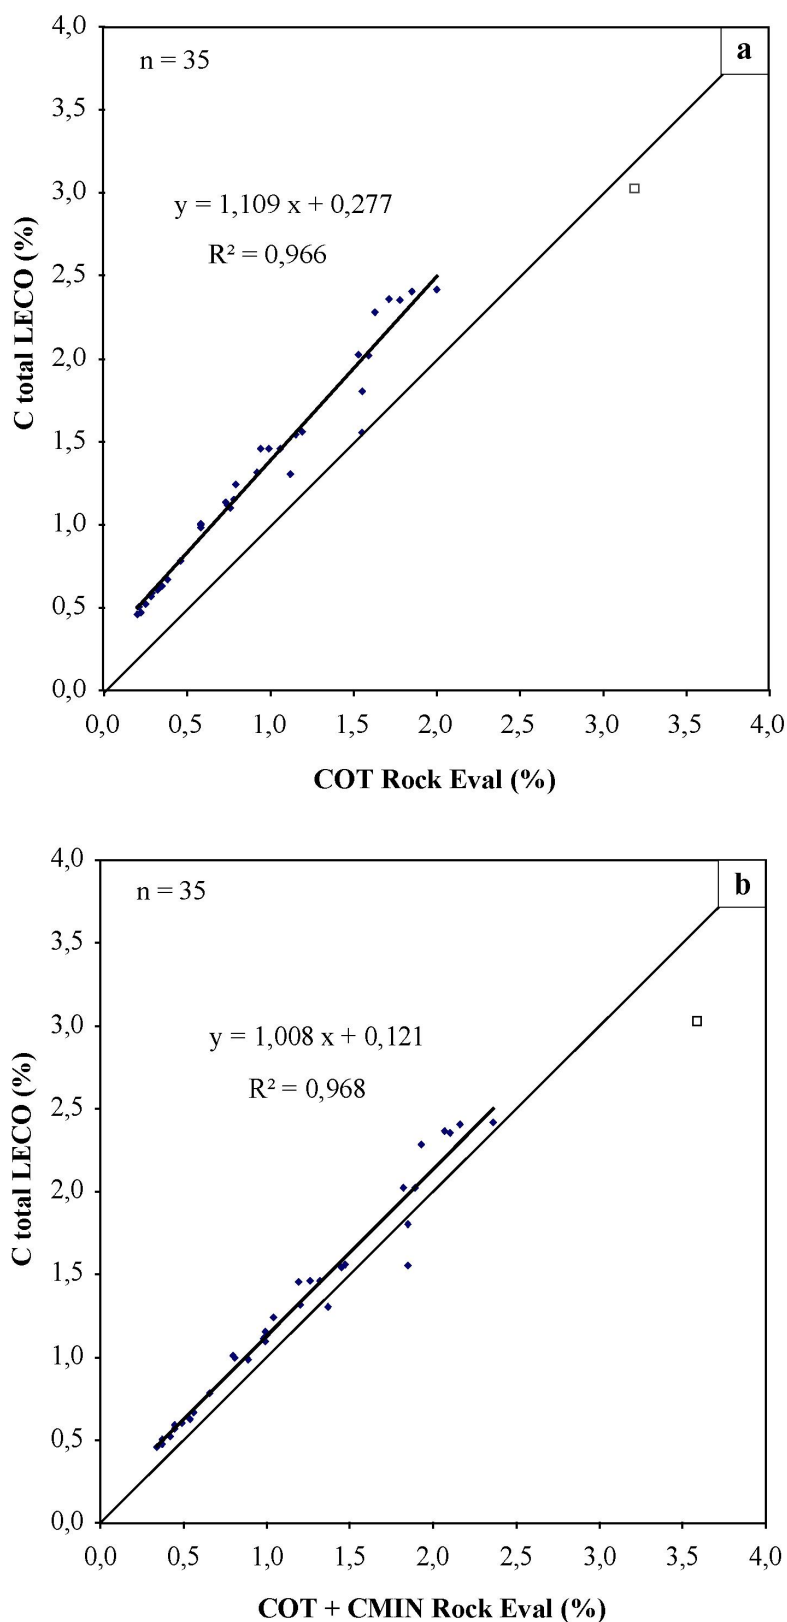 a
n = 35
y = 1,109 x + 0,277
R² = 0,966
C total LECO (%)
4,0
3,5
3,0
2,5
2,0
1,5
1,0
0,5
0,0
0,0 0,5 1,0 1,5 2,0 2,5 3,0 3,5 4,0
COT Rock Eval (%)
b
n = 35
y = 1,008 x + 0,121
R² = 0,968
C total LECO (%)
4,0
3,5
3,0
2,5
2,0
1,5
1,0
0,5
0,0
0,0 0,5 1,0 1,5 2,0 2,5 3,0 3,5 4,0
COT + CMIN Rock Eval (%)